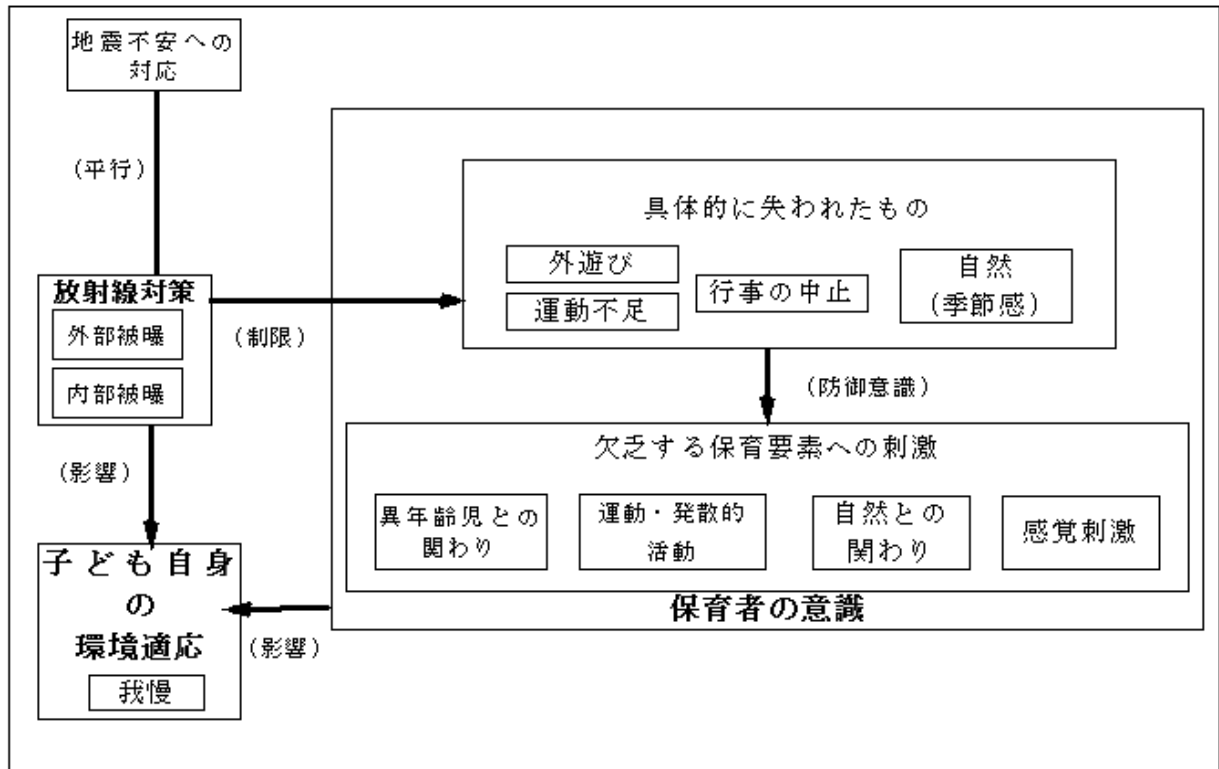 地震不安への
対応
(平行)
放射線対策
外部被曝
内部被曝
(制限)
(影響)
子ども自身
の
環境適応
我慢
(影響)
具体的に失われたもの
外遊び
運動不足
行事の中止
自然
(季節感)
(防御意識)
欠乏する保育要素への刺激
異年齢児との
関わり
運動・発散的
活動
自然との
関わり
感覚刺激
保育者の意識